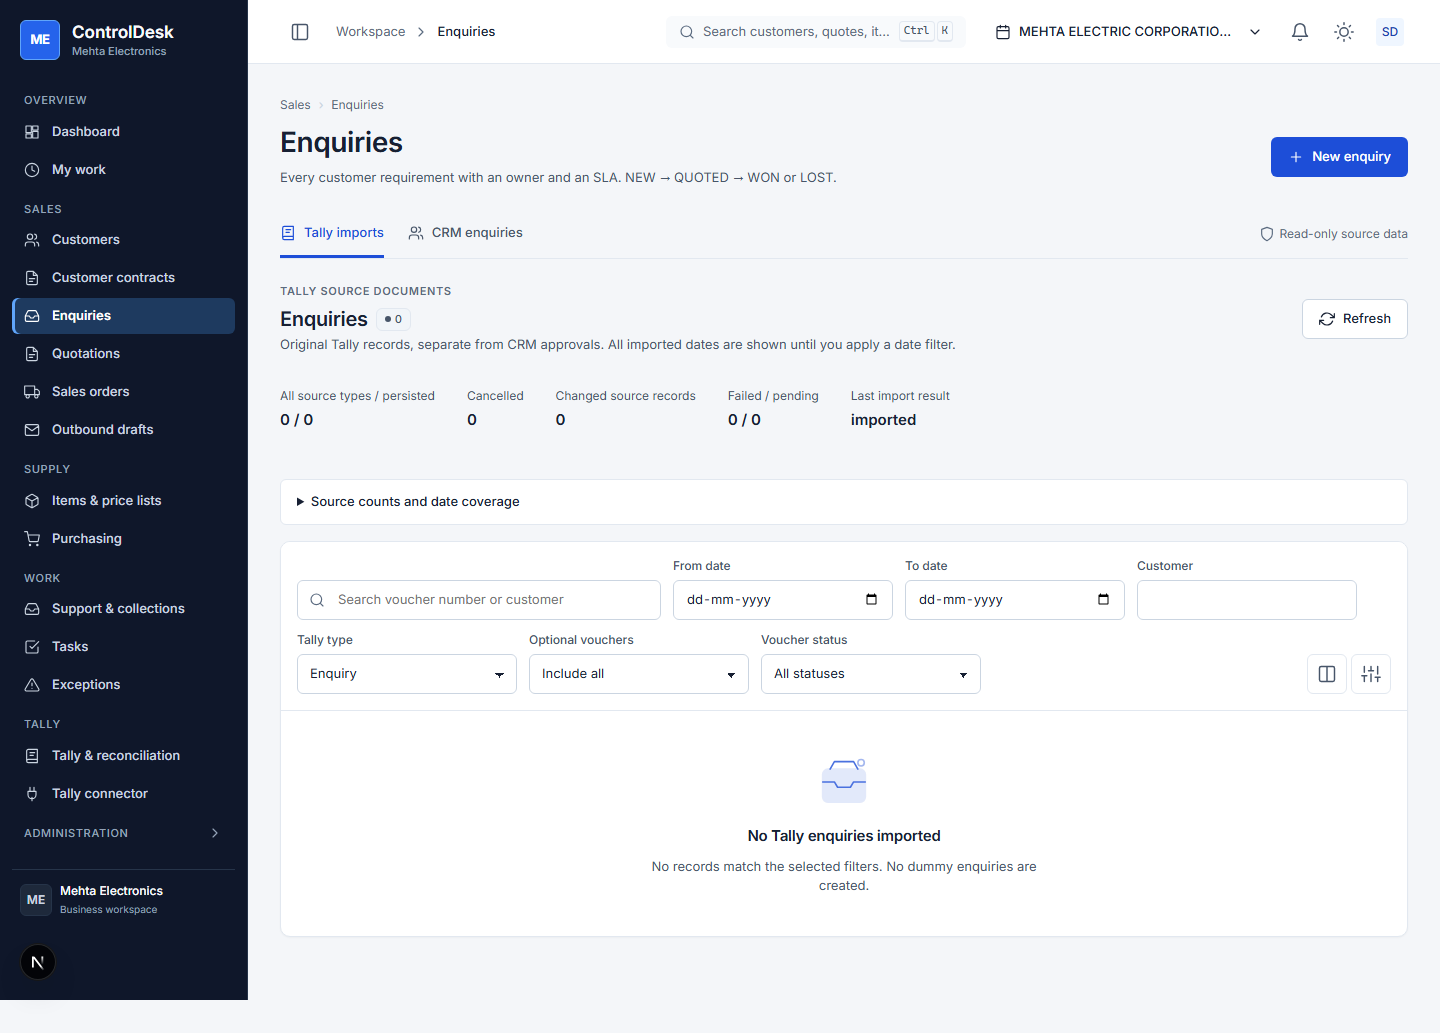 ME
ControlDesk
Mehta Electronics
OVERVIEW
Dashboard
My work
SALES
Customers
Customer contracts
Enquiries
Quotations
Sales orders
Outbound drafts
SUPPLY
Items & price lists
Purchasing
WORK
Support & collections
Tasks
Exceptions
TALLY
Tally & reconciliation
Tally connector
ADMINISTRATION
ME
Mehta Electronics
Business workspace
N
Workspace
Enquiries
Search customers, quotes, it...
Ctrl K
MEHTA ELECTRIC CORPORATIO...
SD
Sales › Enquiries
Enquiries
Every customer requirement with an owner and an SLA. NEW → QUOTED → WON or LOST.
New enquiry
Tally imports
CRM enquiries
Read-only source data
TALLY SOURCE DOCUMENTS
Enquiries
0
Original Tally records, separate from CRM approvals. All imported dates are shown until you apply a date filter.
Refresh
All source types / persisted
0 / 0
Cancelled
0
Changed source records
0
Failed / pending
0 / 0
Last import result
imported
Source counts and date coverage
Search voucher number or customer
From date
dd-mm-yyyy
To date
dd-mm-yyyy
Customer
Tally type
Enquiry
Optional vouchers
Include all
Voucher status
All statuses
No Tally enquiries imported
No records match the selected filters. No dummy enquiries are
created.